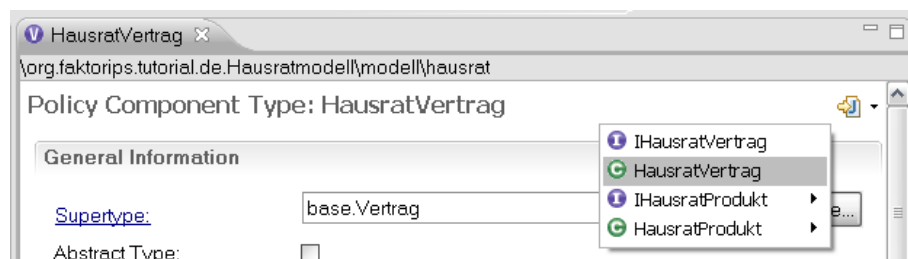 HausratVertrag
\org.faktorips.tutorial.de.Hausratmodell\modell\hausrat
Policy Component Type: HausratVertrag
General Information
IHausratVertrag
HausratVertrag
IHausratProdukt
HausratProdukt
Supertype:
base.Vertrag
e...
Abstract Type: